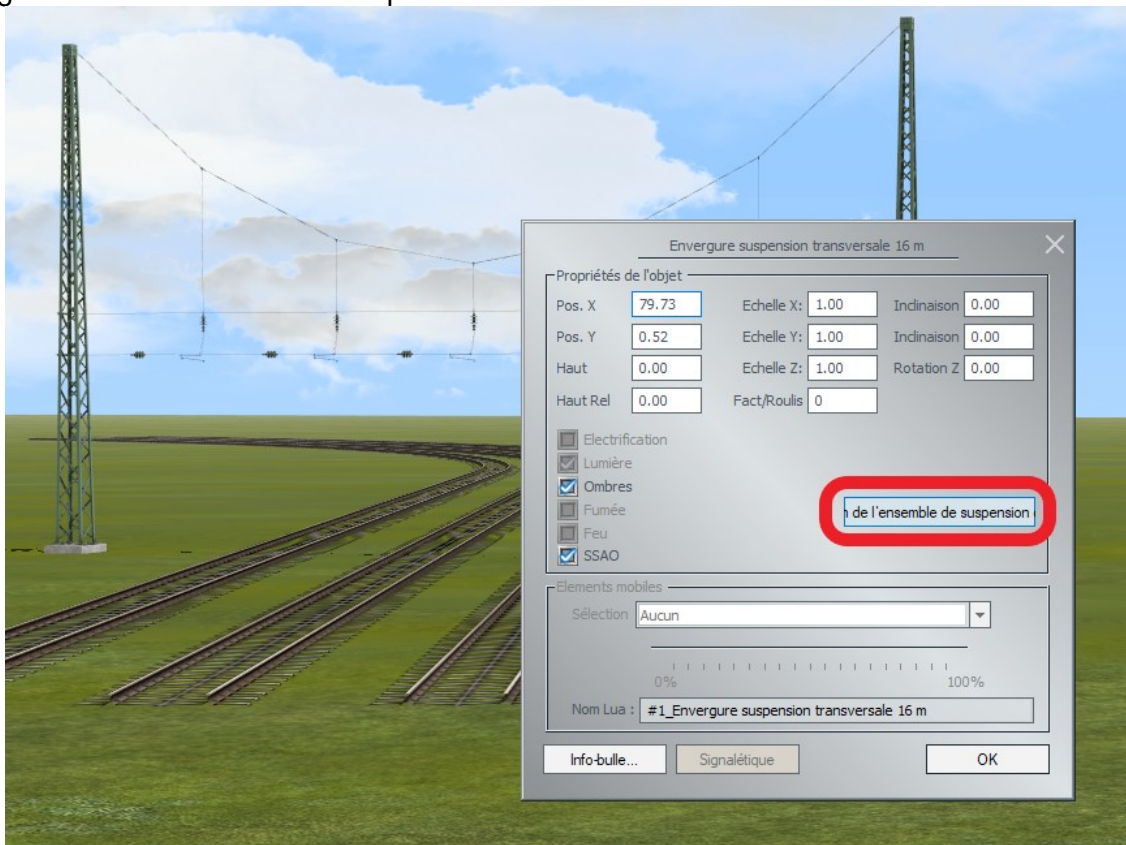 Envergure suspension transversale 16 m
Propriétés de l'objet
Pos. X 79.73 Echelle X: 1.00 Inclinaison 0.00
Pos. Y 0.52 Echelle Y: 1.00 Inclinaison 0.00
Haut 0.00 Echelle Z: 1.00 Rotation Z 0.00
Haut Rel 0.00 Fact/Roulis 0
Electrification
Lumière
Ombres
Fumée
de l'ensemble de suspension
Feu
SSAO
Elements mobiles
Sélection Aucun
0% 100%
Nom Lua : #1_Envergure suspension transversale 16 m
Info-bulle... Signalétique OK